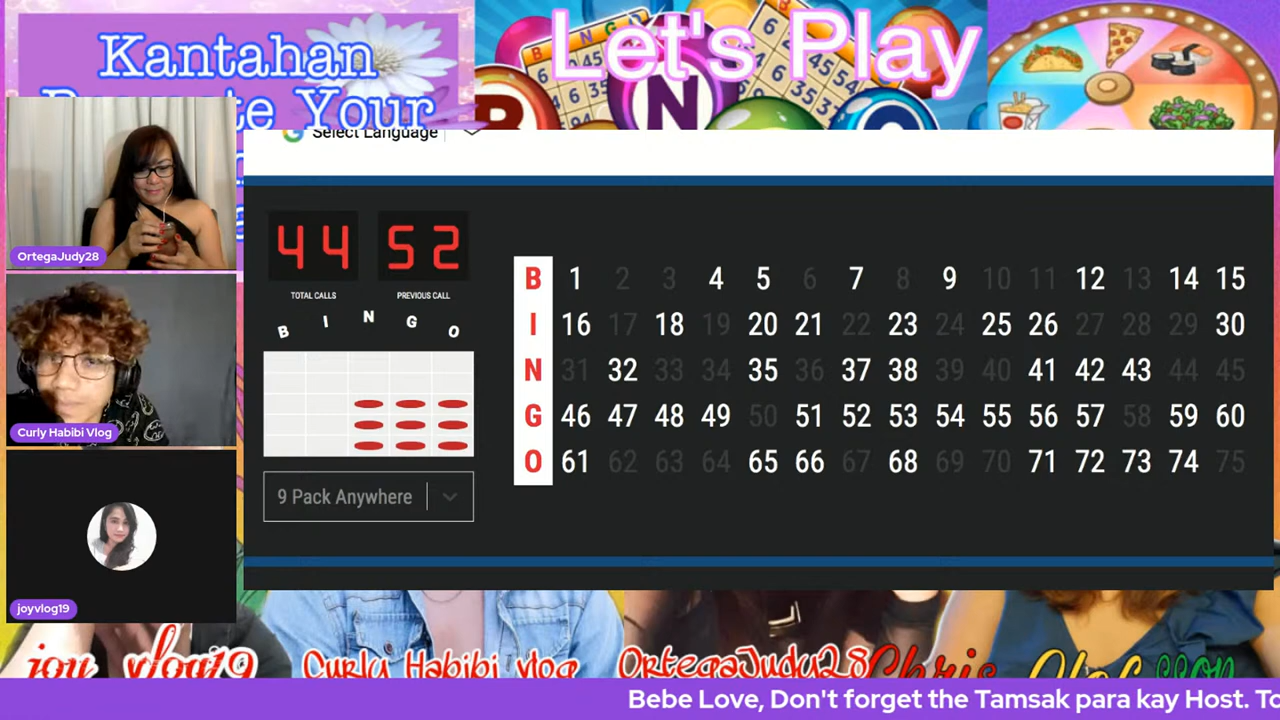 Kantahan
Promote Your
Let's Play
Select Language
OrtegaJudy28
Curly Habibi Vlog
joyvlog19
44 52
TOTAL CALLS PREVIOUS CALL
B I N G O
9 Pack Anywhere
B 1 2 3 4 5 6 7 8 9 10 11 12 13 14 15
I 16 17 18 19 20 21 22 23 24 25 26 27 28 29 30
N 31 32 33 34 35 36 37 38 39 40 41 42 43 44 45
G 46 47 48 49 50 51 52 53 54 55 56 57 58 59 60
O 61 62 63 64 65 66 67 68 69 70 71 72 73 74 75
joy vlog19 Curly Habibi vlog OrtegaJudy28 Chris
Bebe Love, Don't forget the Tamsak para kay Host. To